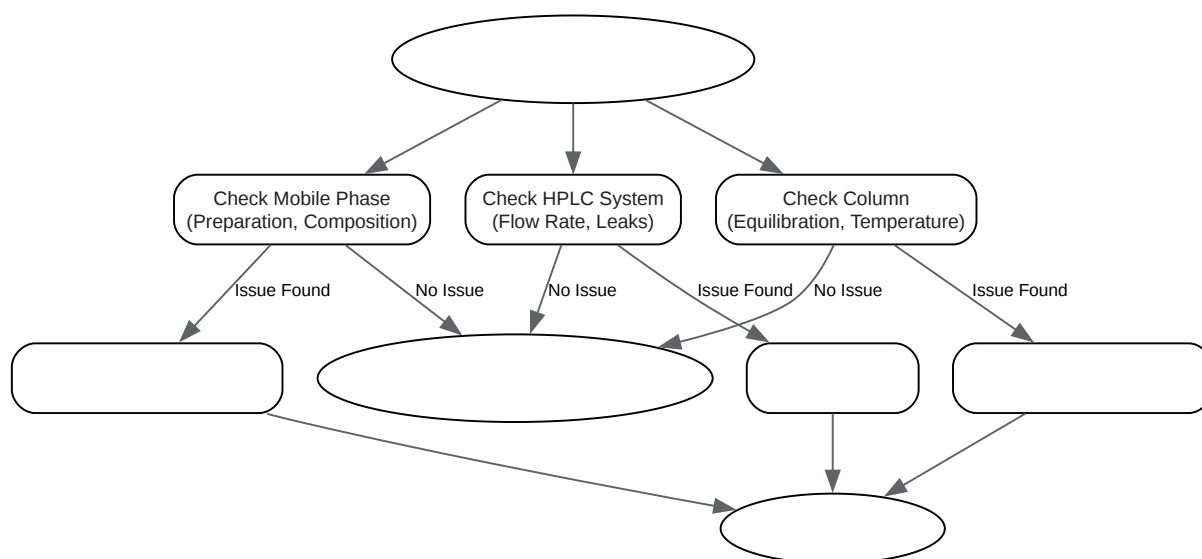 Check Mobile Phase
(Preparation, Composition)
Check HPLC System
(Flow Rate, Leaks)
Check Column
(Equilibration, Temperature)
Issue Found
No Issue
No Issue
Issue Found
No Issue
Issue Found